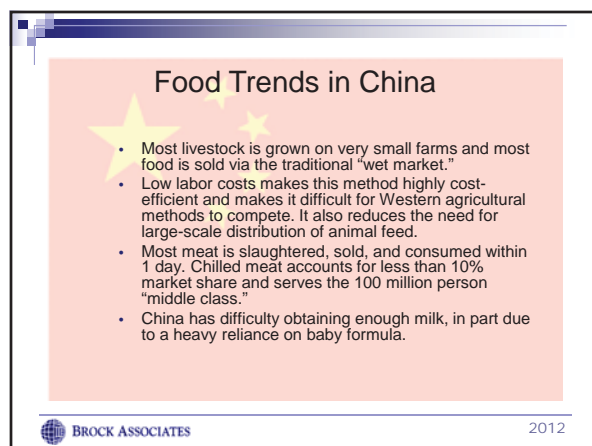 Food Trends in China
• Most livestock is grown on very small farms and most
food is sold via the traditional “wet market.”
• Low labor costs makes this method highly cost-
efficient and makes it difficult for Western agricultural
methods to compete. It also reduces the need for
large-scale distribution of animal feed.
• Most meat is slaughtered, sold, and consumed within
1 day. Chilled meat accounts for less than 10%
market share and serves the 100 million person
“middle class.”
• China has difficulty obtaining enough milk, in part due
to a heavy reliance on baby formula.
BROCK ASSOCIATES
2012